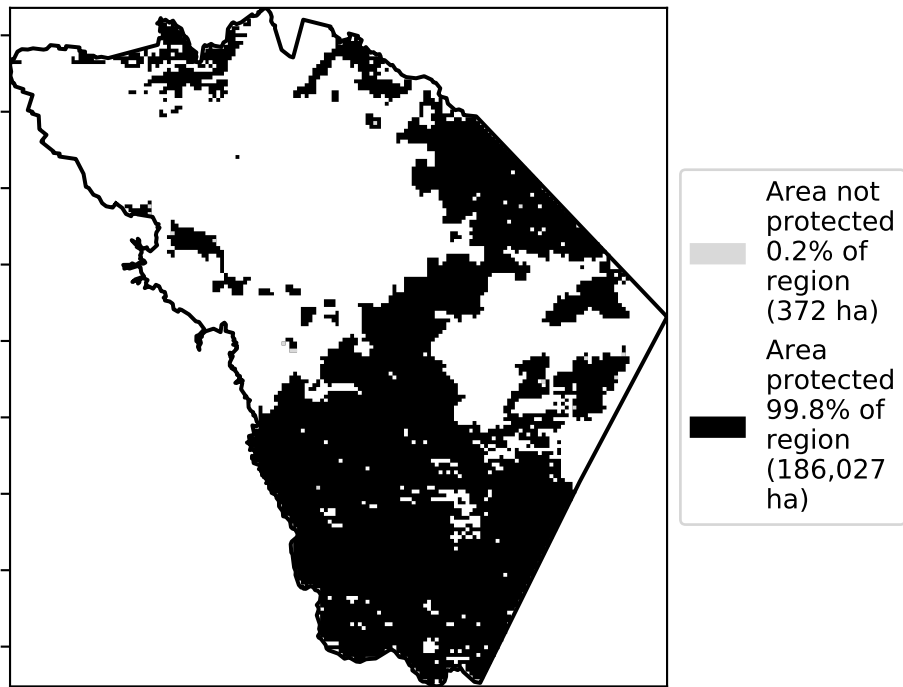 Area not
protected
0.2% of
region
(372 ha)
Area
protected
99.8% of
region
(186,027
ha)